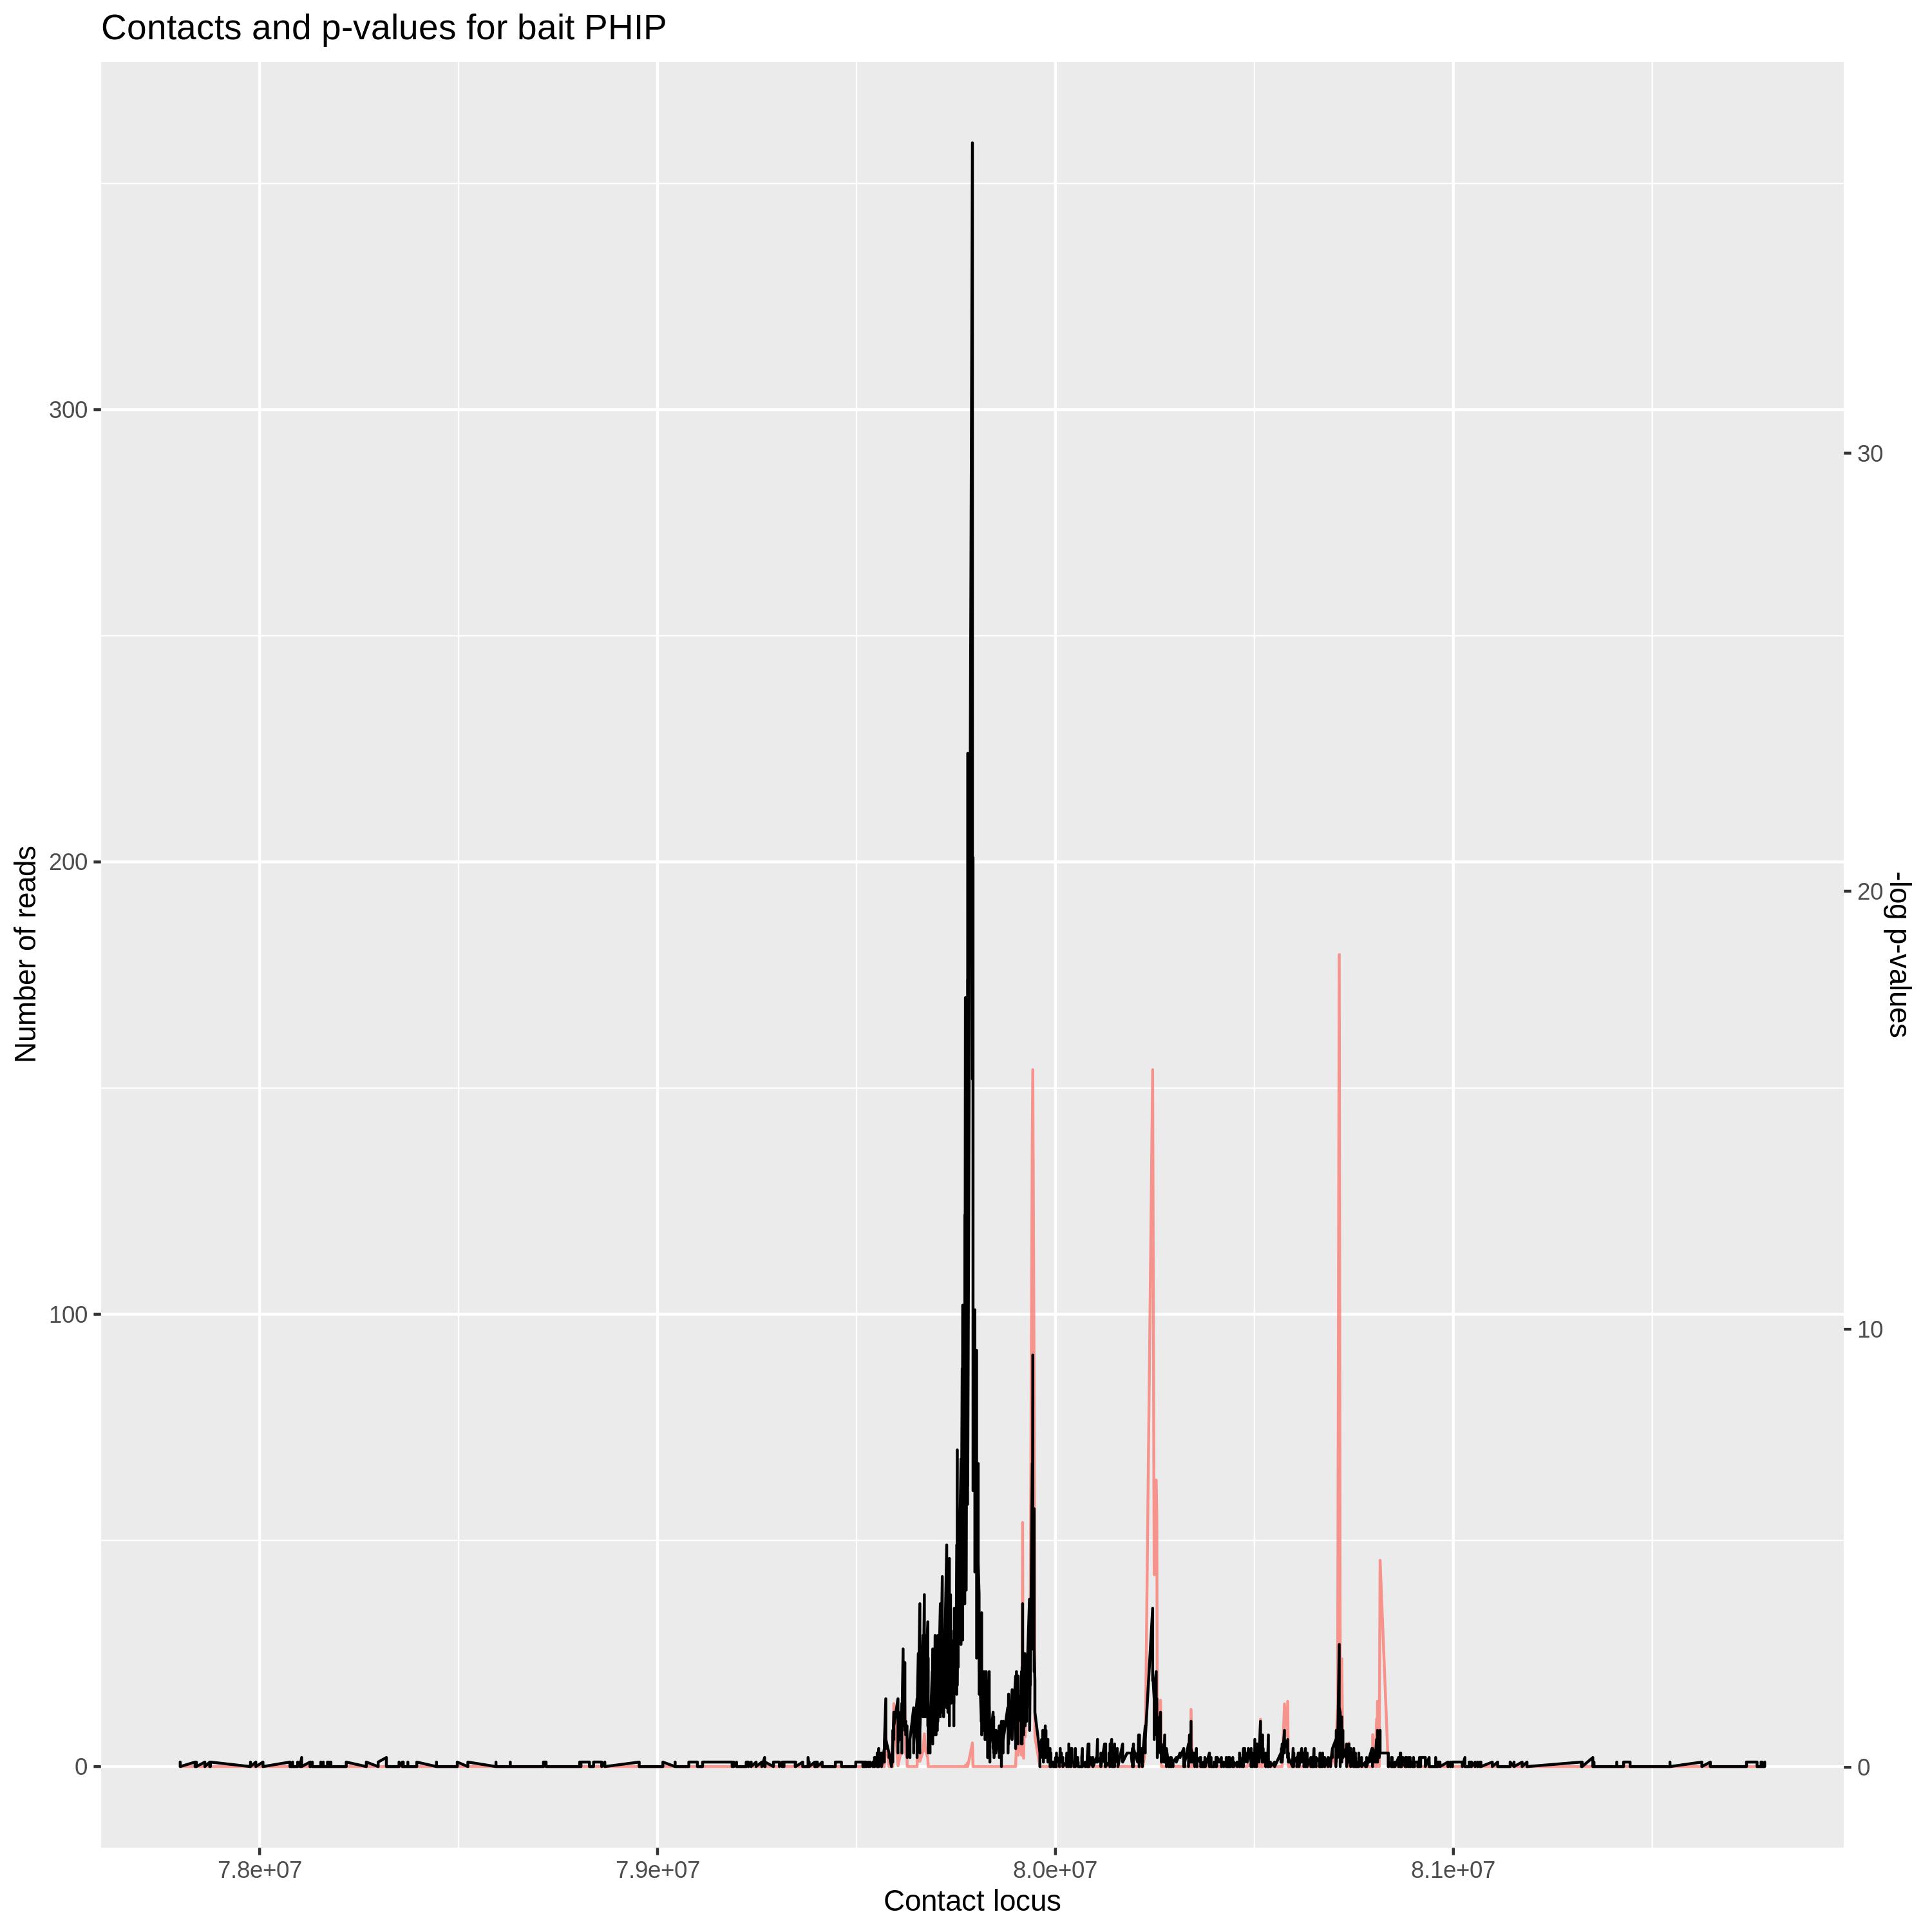 Contacts and p-values for bait PHIP
Number of reads
300
200
100
0
30
20
10
0
-log p-values
7.8e+07
7.9e+07
8.0e+07
8.1e+07
Contact locus